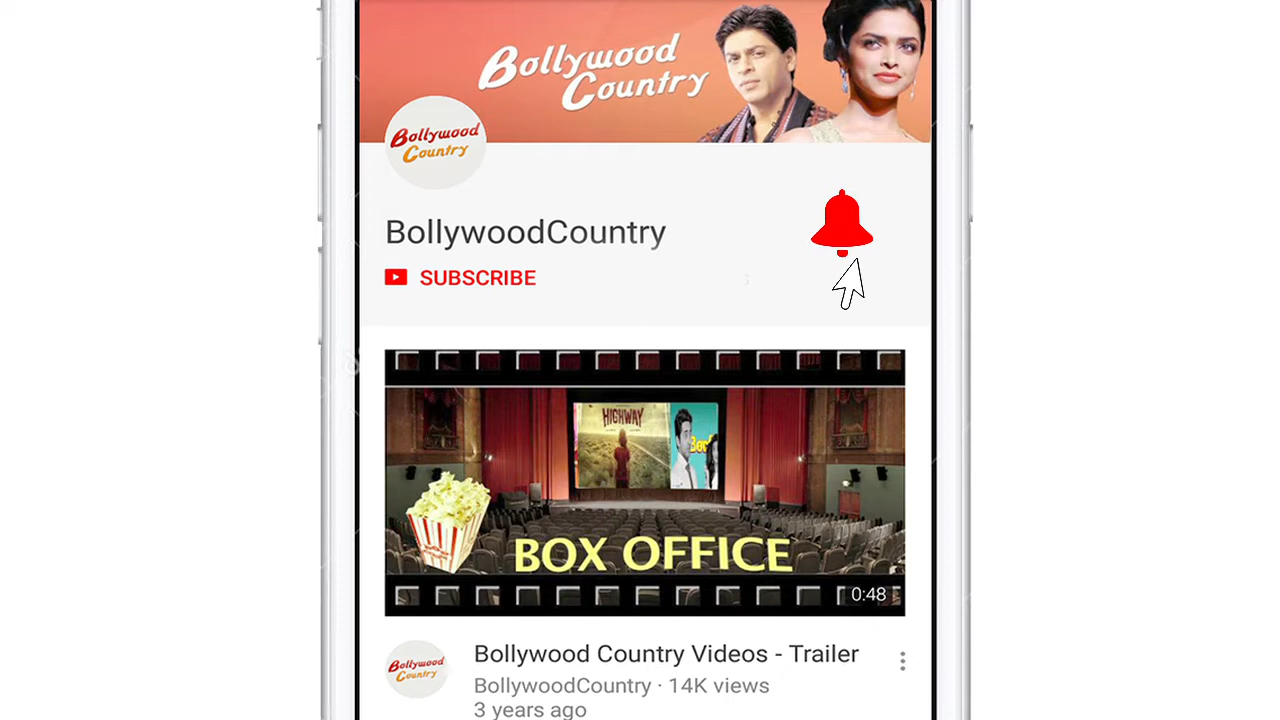 Bollywood
Country
Bollywood
Country
BollywoodCountry
SUBSCRIBE
HIGHWAY
BOX OFFICE
0:48
Bollywood
Country
Bollywood Country Videos - Trailer
BollywoodCountry · 14K views
3 years ago